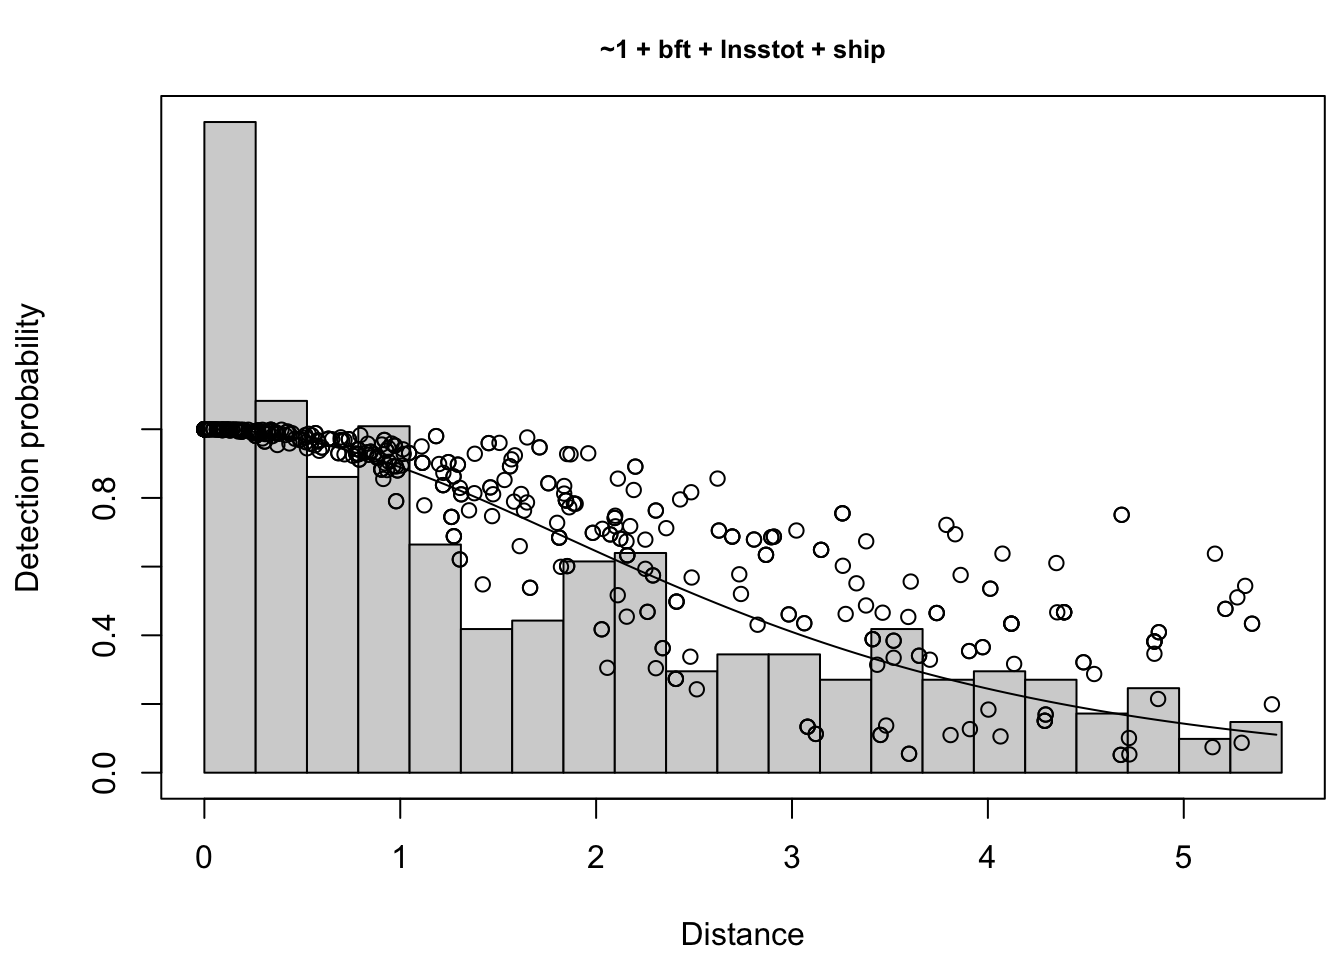 ~1 + bft + lnsstot + ship
Detection probability
0.8
0.4
0.0
0 1 2 3 4 5
Distance